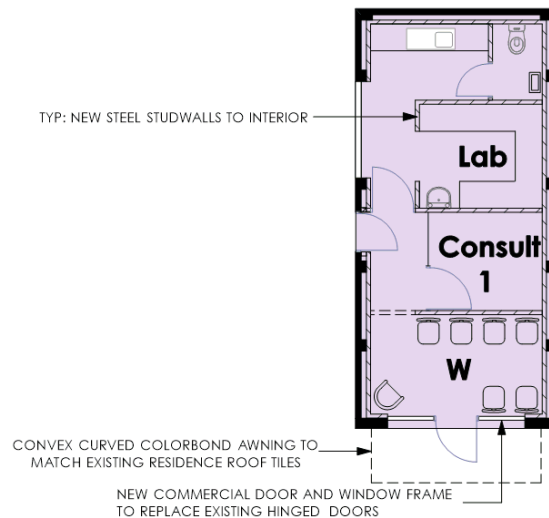 TYP: NEW STEEL STUDWALLS TO INTERIOR
Lab
Consult
1
W
CONVEX CURVED COLORBOND AWNING TO
MATCH EXISTING RESIDENCE ROOF TILES
NEW COMMERCIAL DOOR AND WINDOW FRAME
TO REPLACE EXISTING HINGED DOORS